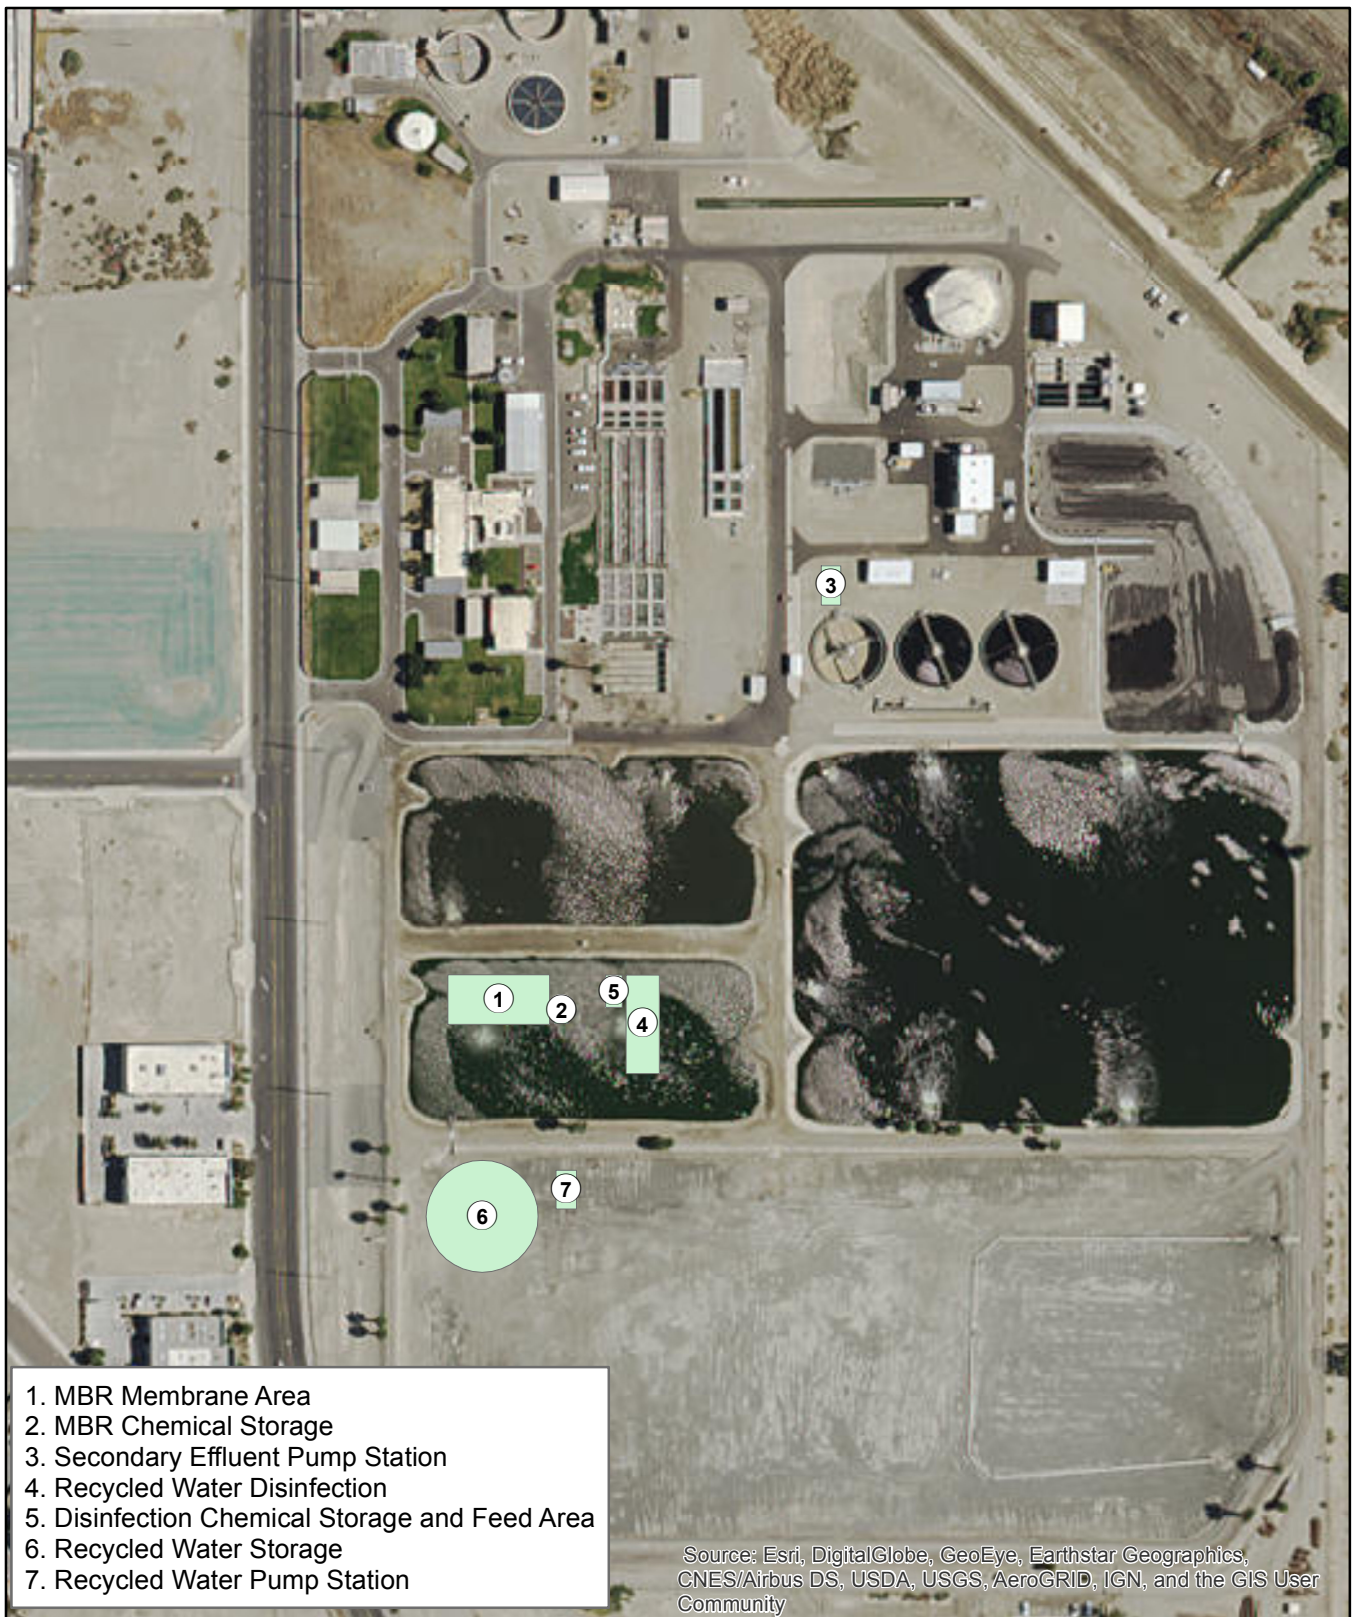 3
1
2
5
4
6
7
1. MBR Membrane Area
2. MBR Chemical Storage
3. Secondary Effluent Pump Station
4. Recycled Water Disinfection
5. Disinfection Chemical Storage and Feed Area
6. Recycled Water Storage
7. Recycled Water Pump Station
Source: Esri, DigitalGlobe, GeoEye, Earthstar Geographics,
CNES/Airbus DS, USDA, USGS, AeroGRID, IGN, and the GIS User
Community